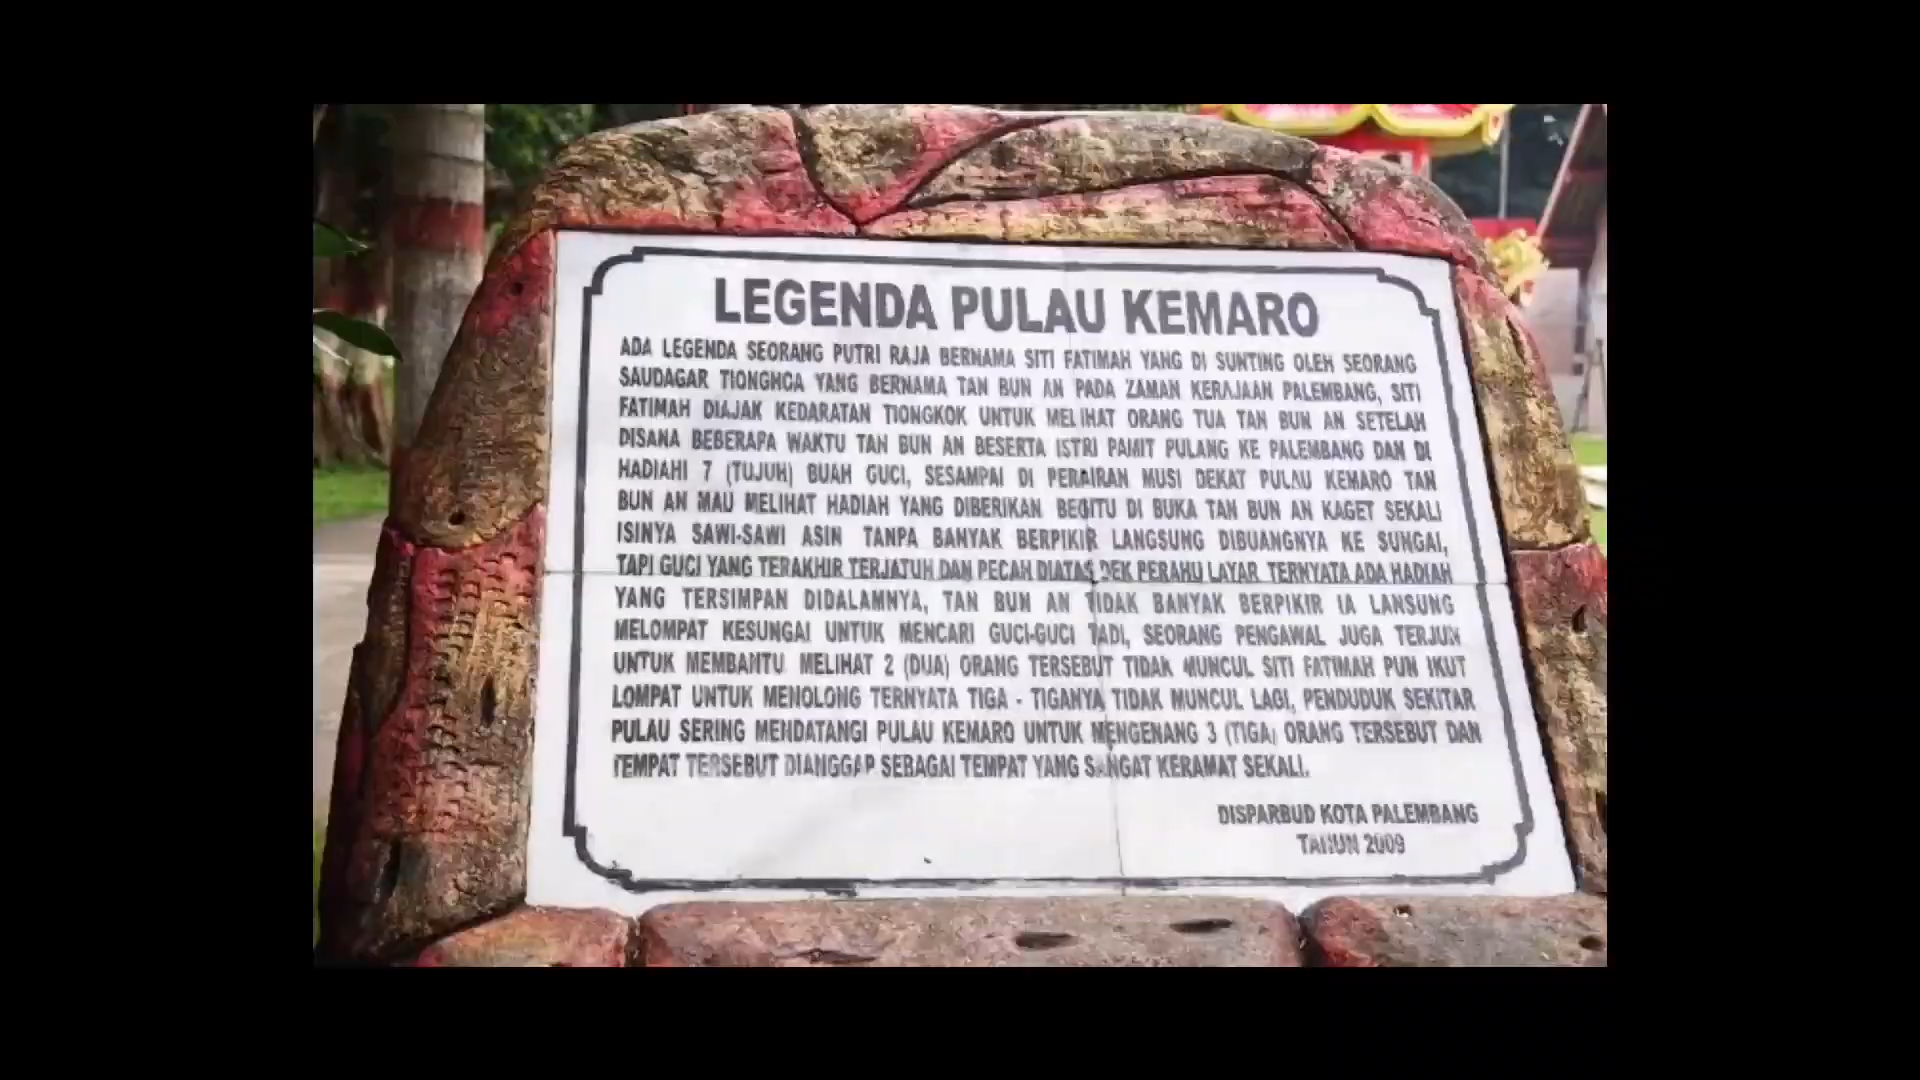 LEGENDA PULAU KEMARO
ADA LEGENDA SEORANG PUTRI RAJA BERNAMA SITI FATIMAH YANG DI SUNTING OLEH SEORANG
SAUDAGAR TIONGHOA YANG BERNAMA TAN BUN AN PADA ZAMAN KERAJAAN PALEMBANG, SITI
FATIMAH DIAJAK KEDARATAN TIONGKOK UNTUK MELIHAT ORANG TUA TAN BUN AN SETELAH
DISANA BEBERAPA WAKTU TAN BUN AN BESERTA ISTRI PAMIT PULANG KE PALEMBANG DAN DI
HADIAHI 7 (TUJUH) BUAH GUCI, SESAMPAI DI PERAIRAN MUSI DEKAT PULAU KEMARO TAN
BUN AN MAU MELIHAT HADIAH YANG DIBERIKAN BEGITU DI BUKA TAN BUN AN KAGET SEKALI
ISINYA SAWI-SAWI ASIN TANPA BANYAK BERPIKIR LANGSUNG DIBUANGNYA KE SUNGAI,
TAPI GUCI YANG TERAKHIR TERJATUH DAN PECAH DIATAS DEK PERAHU LAYAR TERNYATA ADA HADIAH
YANG TERSIMPAN DIDALAMNYA, TAN BUN AN TIDAK BANYAK BERPIKIR IA LANSUNG
MELOMPAT KESUNGAI UNTUK MENCARI GUCI-GUCI TADI, SEORANG PENGAWAL JUGA TERJUN
UNTUK MEMBANTU MELIHAT 2 (DUA) ORANG TERSEBUT TIDAK MUNCUL SITI FATIMAH PUN IKUT
LOMPAT UNTUK MENOLONG TERNYATA TIGA - TIGANYA TIDAK MUNCUL LAGI, PENDUDUK SEKITAR
PULAU SERING MENDATANGI PULAU KEMARO UNTUK MENGENANG 3 (TIGA) ORANG TERSEBUT DAN
TEMPAT TERSEBUT DIANGGAP SEBAGAI TEMPAT YANG SANGAT KERAMAT SEKALI.
DISPARBUD KOTA PALEMBANG
TAHUN 2009